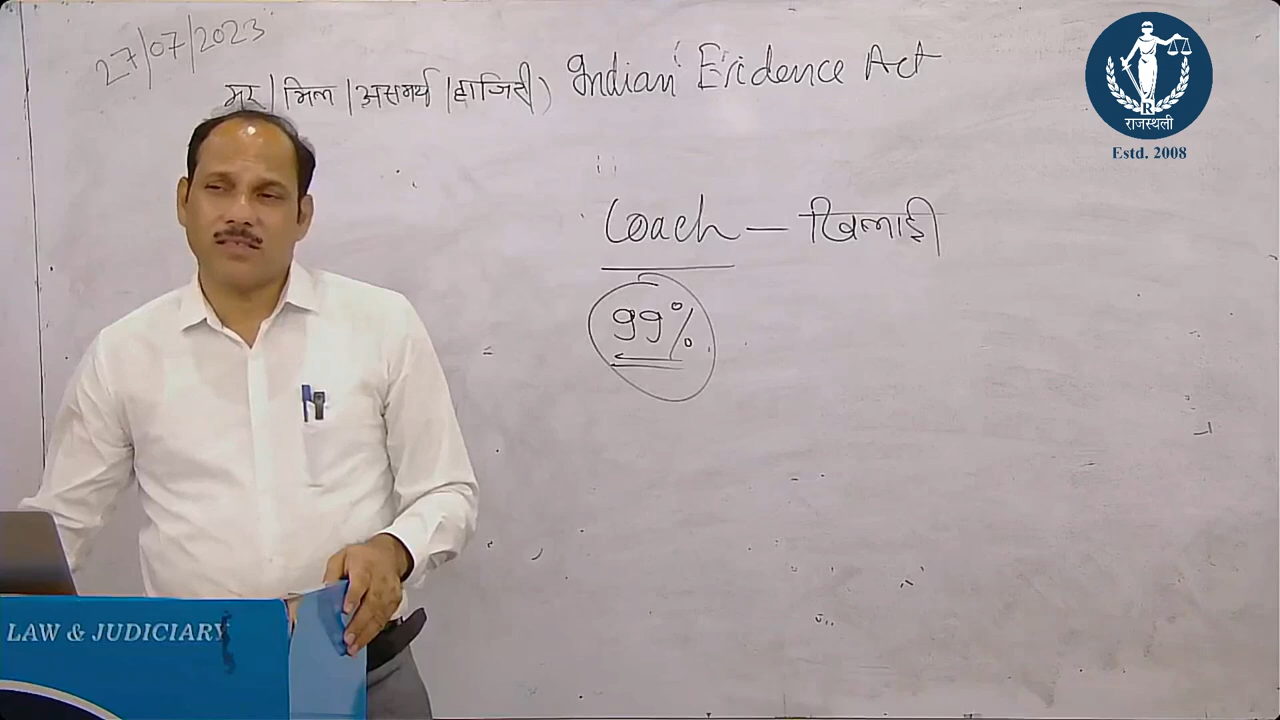 27/07/2023
मर / मिल / असमर्थ / हाजिरी) Indian Evidence Act
राजस्थली
Estd. 2008
Coach — खिलाड़ी
99%
LAW & JUDICIARY